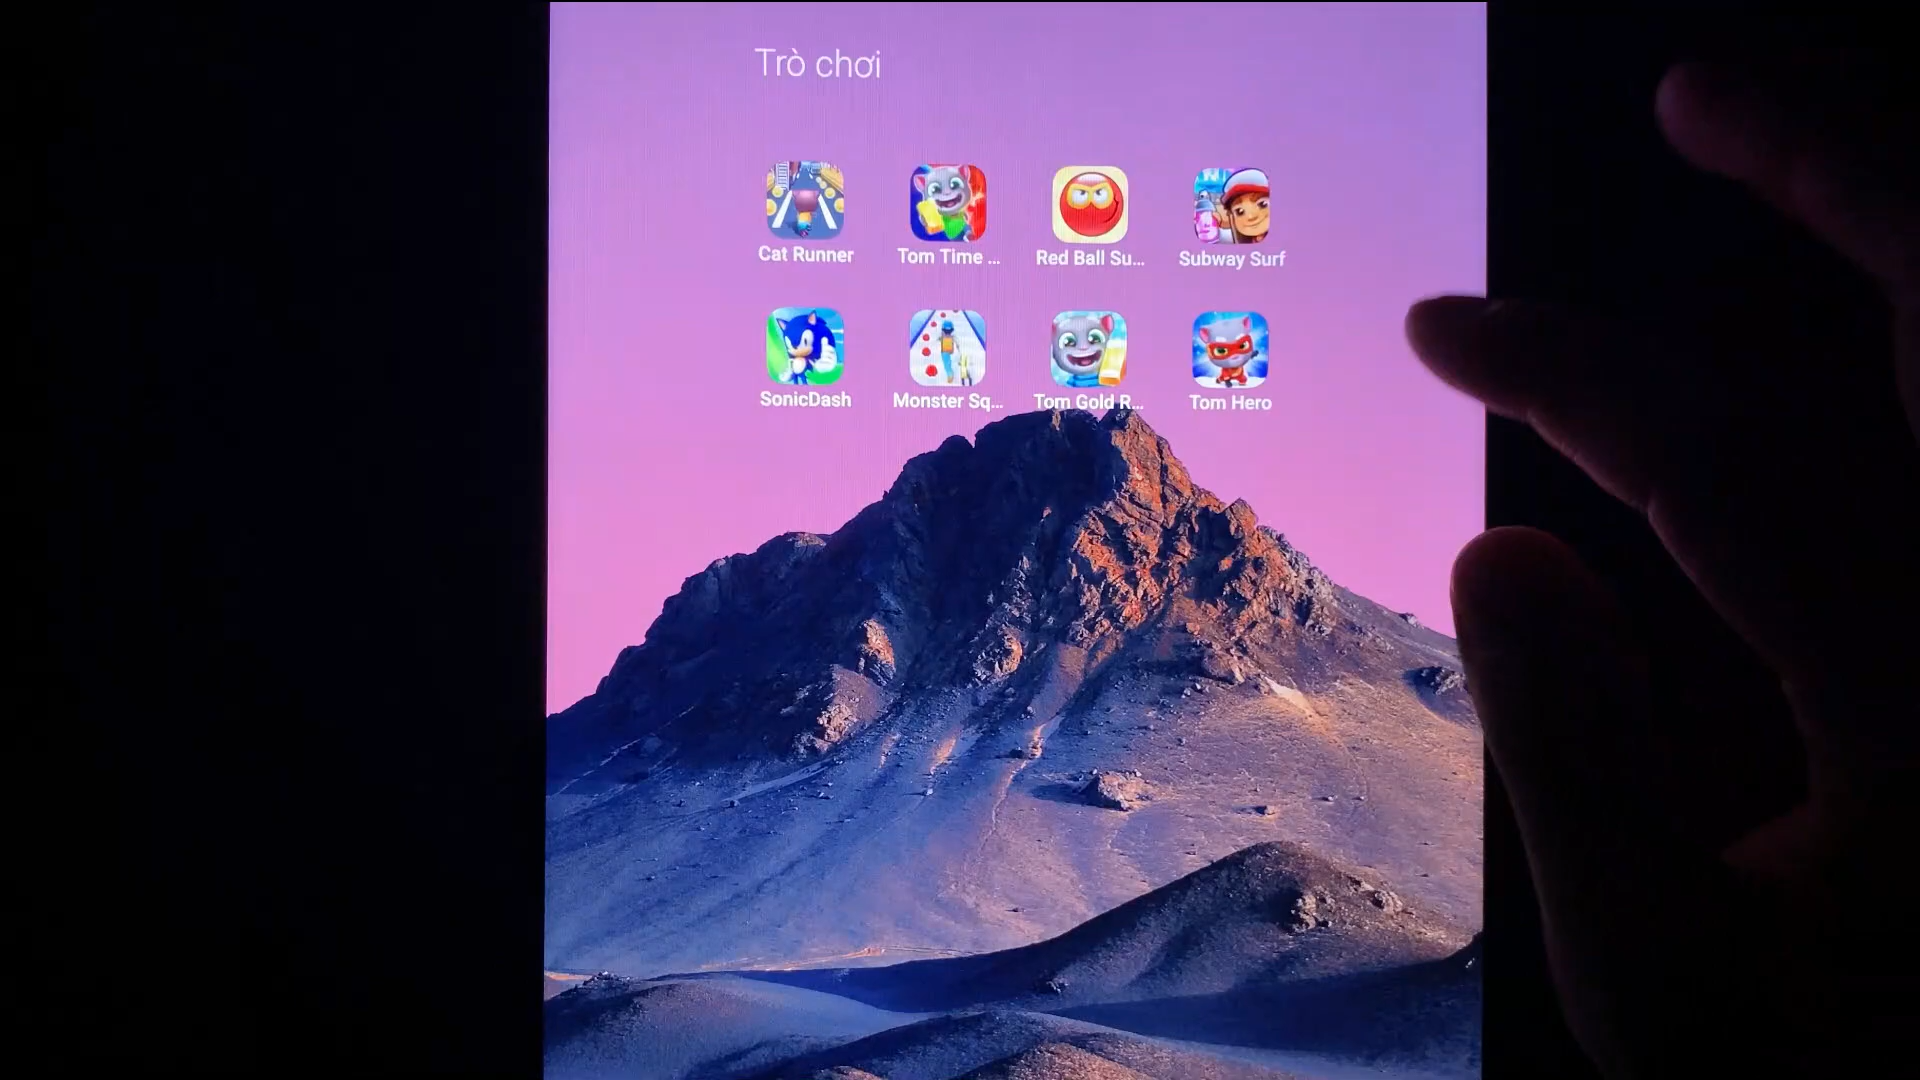 Trò chơi
Cat Runner
Tom Time ...
Red Ball Su...
Subway Surf
SonicDash
Monster Sq...
Tom Gold R...
Tom Hero